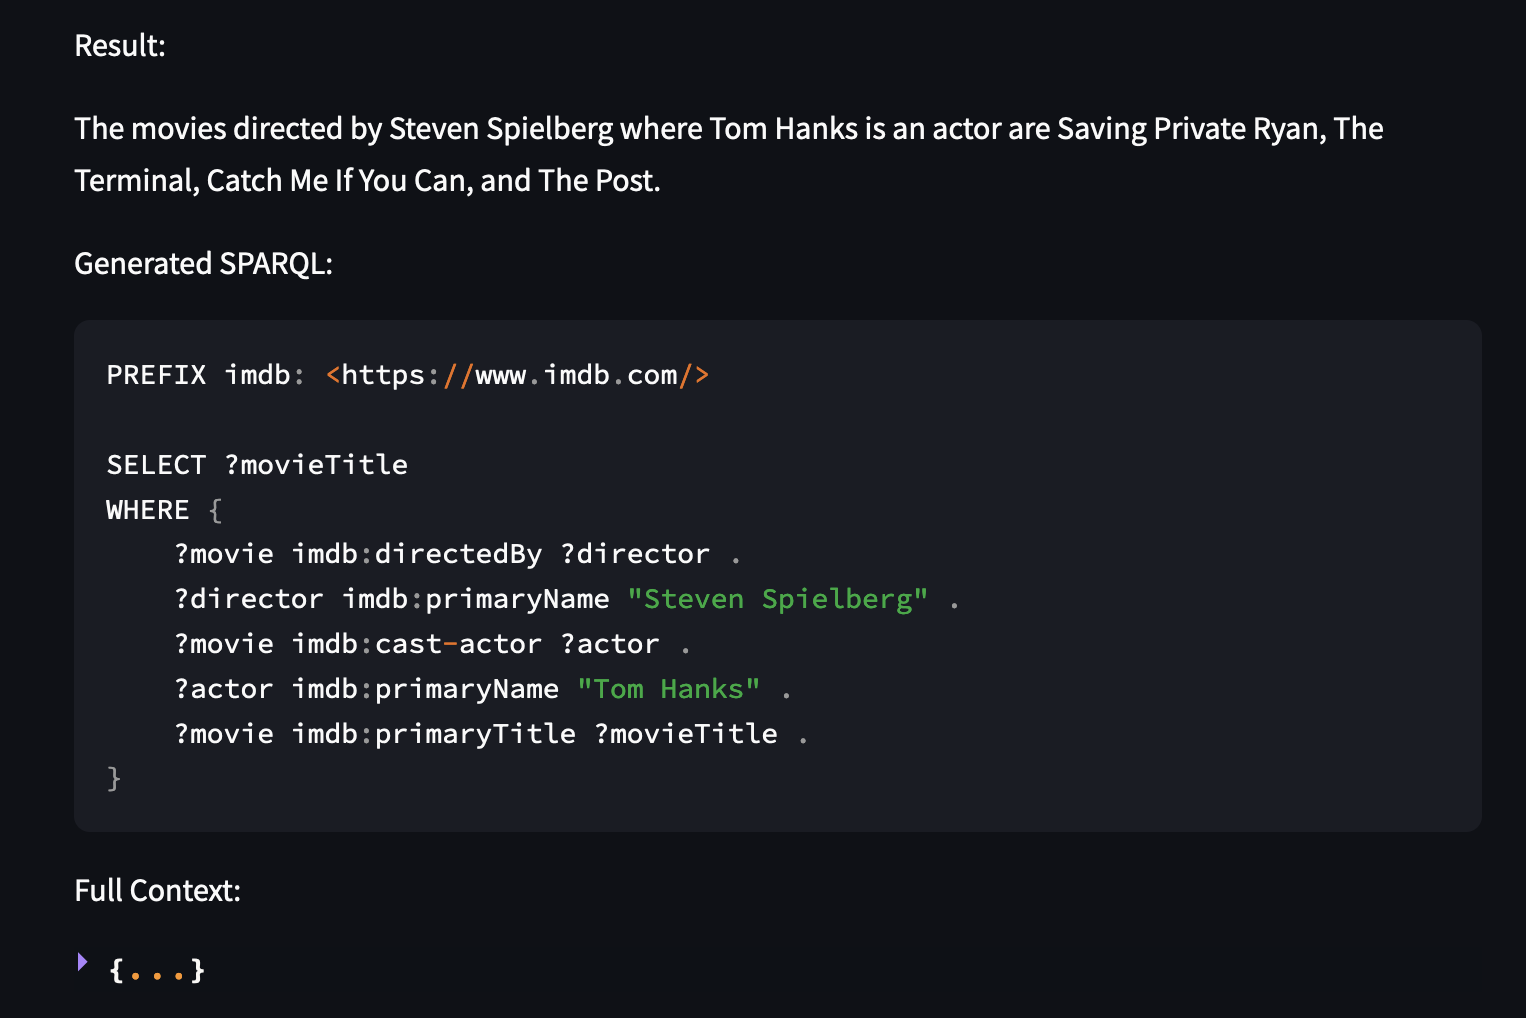 Result:
The movies directed by Steven Spielberg where Tom Hanks is an actor are Saving Private Ryan, The
Terminal, Catch Me If You Can, and The Post.
Generated SPARQL:
PREFIX imdb: <https://www.imdb.com/>
SELECT ?movieTitle
WHERE {
    ?movie imdb:directedBy ?director .
    ?director imdb:primaryName "Steven Spielberg" .
    ?movie imdb:cast-actor ?actor .
    ?actor imdb:primaryName "Tom Hanks" .
    ?movie imdb:primaryTitle ?movieTitle .
}
Full Context:
{...}